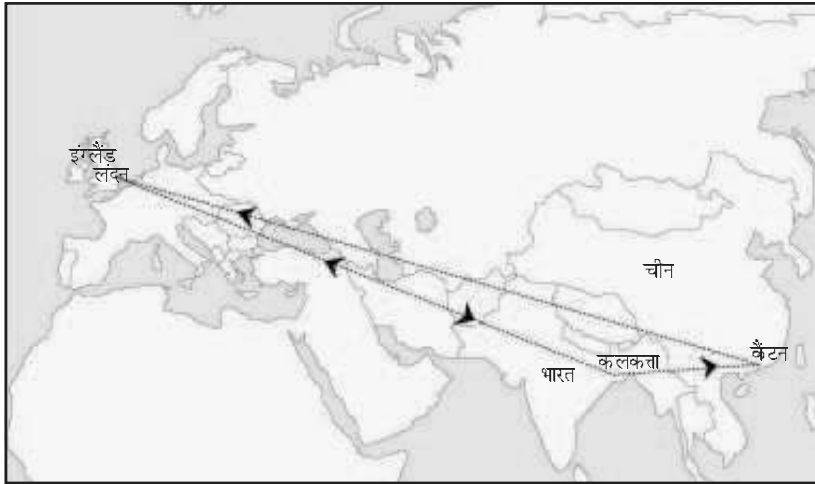 इंग्लैंड
लंदन
चीन
कैंटन
कलकत्ता
भारत